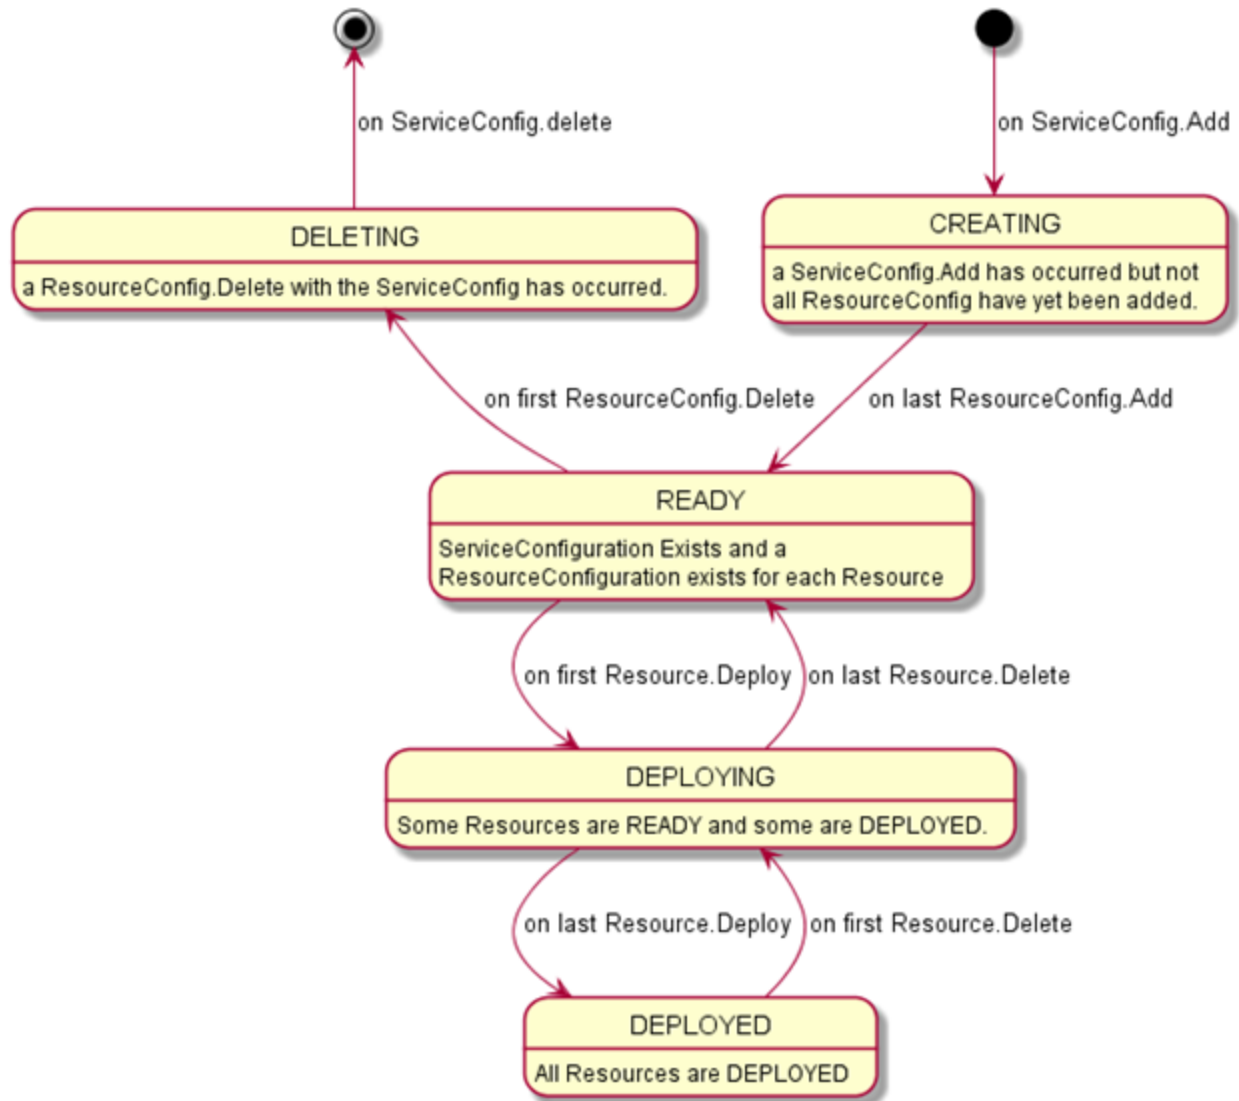 on ServiceConfig.delete
on ServiceConfig.Add
DELETING
a ResourceConfig.Delete with the ServiceConfig has occurred.
CREATING
a ServiceConfig.Add has occurred but not
all ResourceConfig have yet been added.
on first ResourceConfig.Delete
on last ResourceConfig.Add
READY
ServiceConfiguration Exists and a
ResourceConfiguration exists for each Resource
on first Resource.Deploy
on last Resource.Delete
DEPLOYING
Some Resources are READY and some are DEPLOYED.
on last Resource.Deploy
on first Resource.Delete
DEPLOYED
All Resources are DEPLOYED